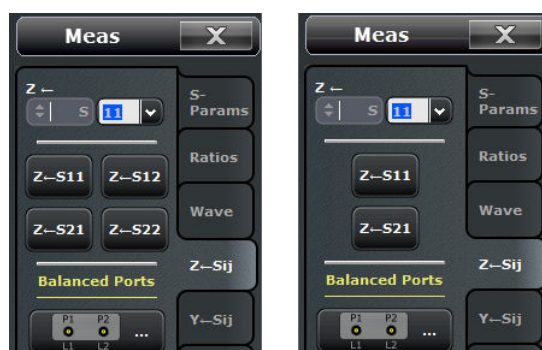 Meas X
Z ←
S 11
S-
Params
Ratios
Z←S11 Z←S12
Wave
Z←S21 Z←S22
Z←Sij
Balanced Ports
P1 P2
...
L1 L2
Y←Sij
Meas X
Z ←
S 11
S-
Params
Ratios
Z←S11
Wave
Z←S21
Z←Sij
Balanced Ports
P1 P2
...
L1 L2
Y←Sij